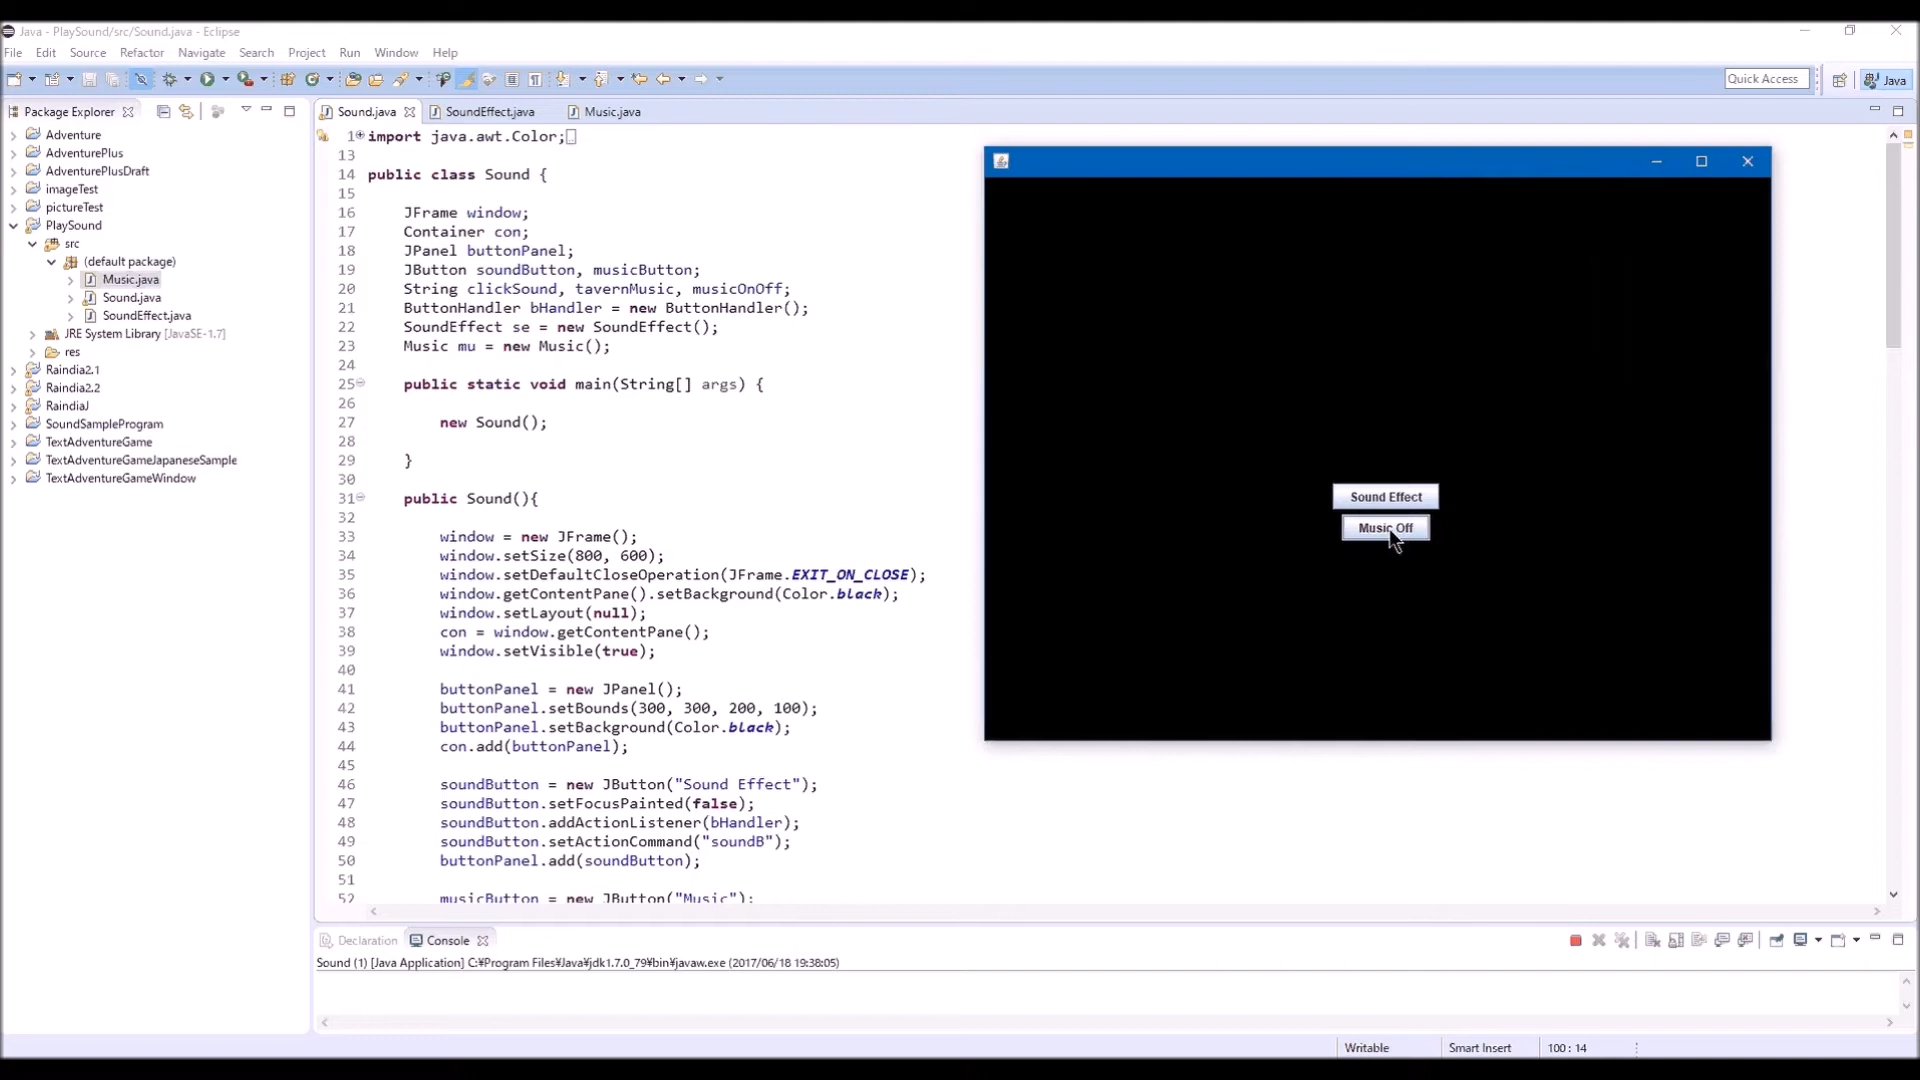 Java - PlaySound/src/Sound.java - Eclipse
File Edit Source Refactor Navigate Search Project Run Window Help
Quick Access
Java
Package Explorer
Adventure
AdventurePlus
AdventurePlusDraft
imageTest
pictureTest
PlaySound
src
(default package)
Music.java
Sound.java
SoundEffect.java
JRE System Library [JavaSE-1.7]
res
Raindia2.1
Raindia2.2
RaindiaJ
SoundSampleProgram
TextAdventureGame
TextAdventureGameJapaneseSample
TextAdventureGameWindow
Sound.java SoundEffect.java Music.java
1 import java.awt.Color;
13
14 public class Sound {
15
16 JFrame window;
17 Container con;
18 JPanel buttonPanel;
19 JButton soundButton, musicButton;
20 String clickSound, tavernMusic, musicOnOff;
21 ButtonHandler bHandler = new ButtonHandler();
22 SoundEffect se = new SoundEffect();
23 Music mu = new Music();
24
25 public static void main(String[] args) {
26
27 new Sound();
28
29 }
30
31 public Sound(){
32
33 window = new JFrame();
34 window.setSize(800, 600);
35 window.setDefaultCloseOperation(JFrame.EXIT_ON_CLOSE);
36 window.getContentPane().setBackground(Color.black);
37 window.setLayout(null);
38 con = window.getContentPane();
39 window.setVisible(true);
40
41 buttonPanel = new JPanel();
42 buttonPanel.setBounds(300, 300, 200, 100);
43 buttonPanel.setBackground(Color.black);
44 con.add(buttonPanel);
45
46 soundButton = new JButton("Sound Effect");
47 soundButton.setFocusPainted(false);
48 soundButton.addActionListener(bHandler);
49 soundButton.setActionCommand("soundB");
50 buttonPanel.add(soundButton);
51
52 musicButton = new JButton("Music");
Sound Effect
Music Off
Declaration Console
Sound (1) [Java Application] C:¥Program Files¥Java¥jdk1.7.0_79¥bin¥javaw.exe (2017/06/18 19:38:05)
Writable Smart Insert 100 : 14